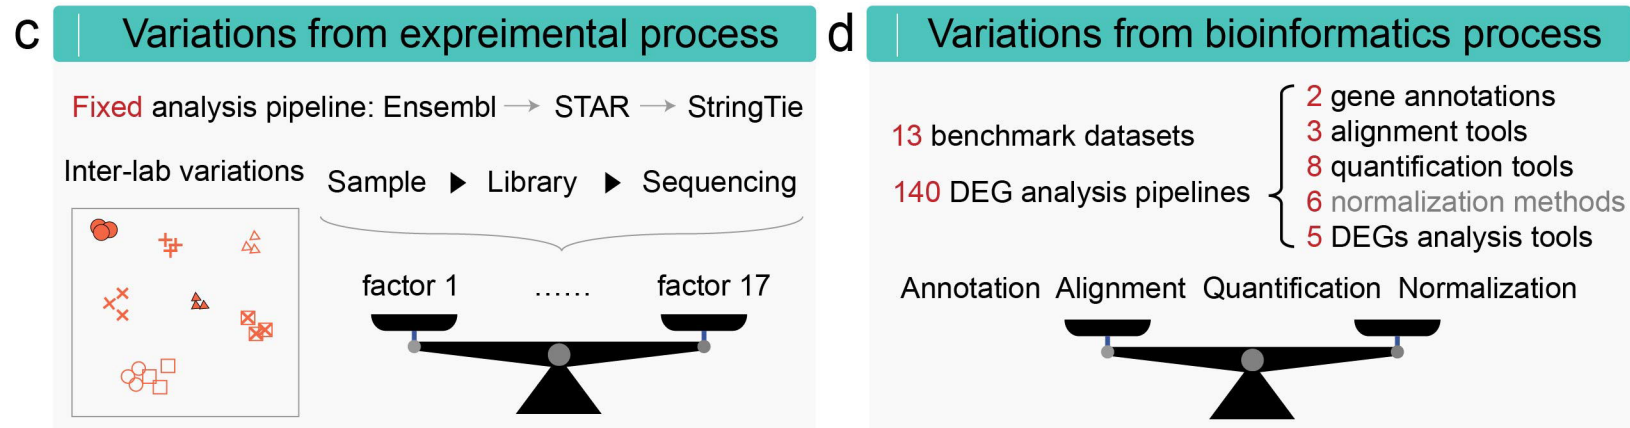 c
Variations from expreimental process
Fixed analysis pipeline: Ensembl → STAR → StringTie
Inter-lab variations
Sample ▶ Library ▶ Sequencing
factor 1 ...... factor 17
d
Variations from bioinformatics process
13 benchmark datasets
140 DEG analysis pipelines
2 gene annotations
3 alignment tools
8 quantification tools
6 normalization methods
5 DEGs analysis tools
Annotation Alignment Quantification Normalization